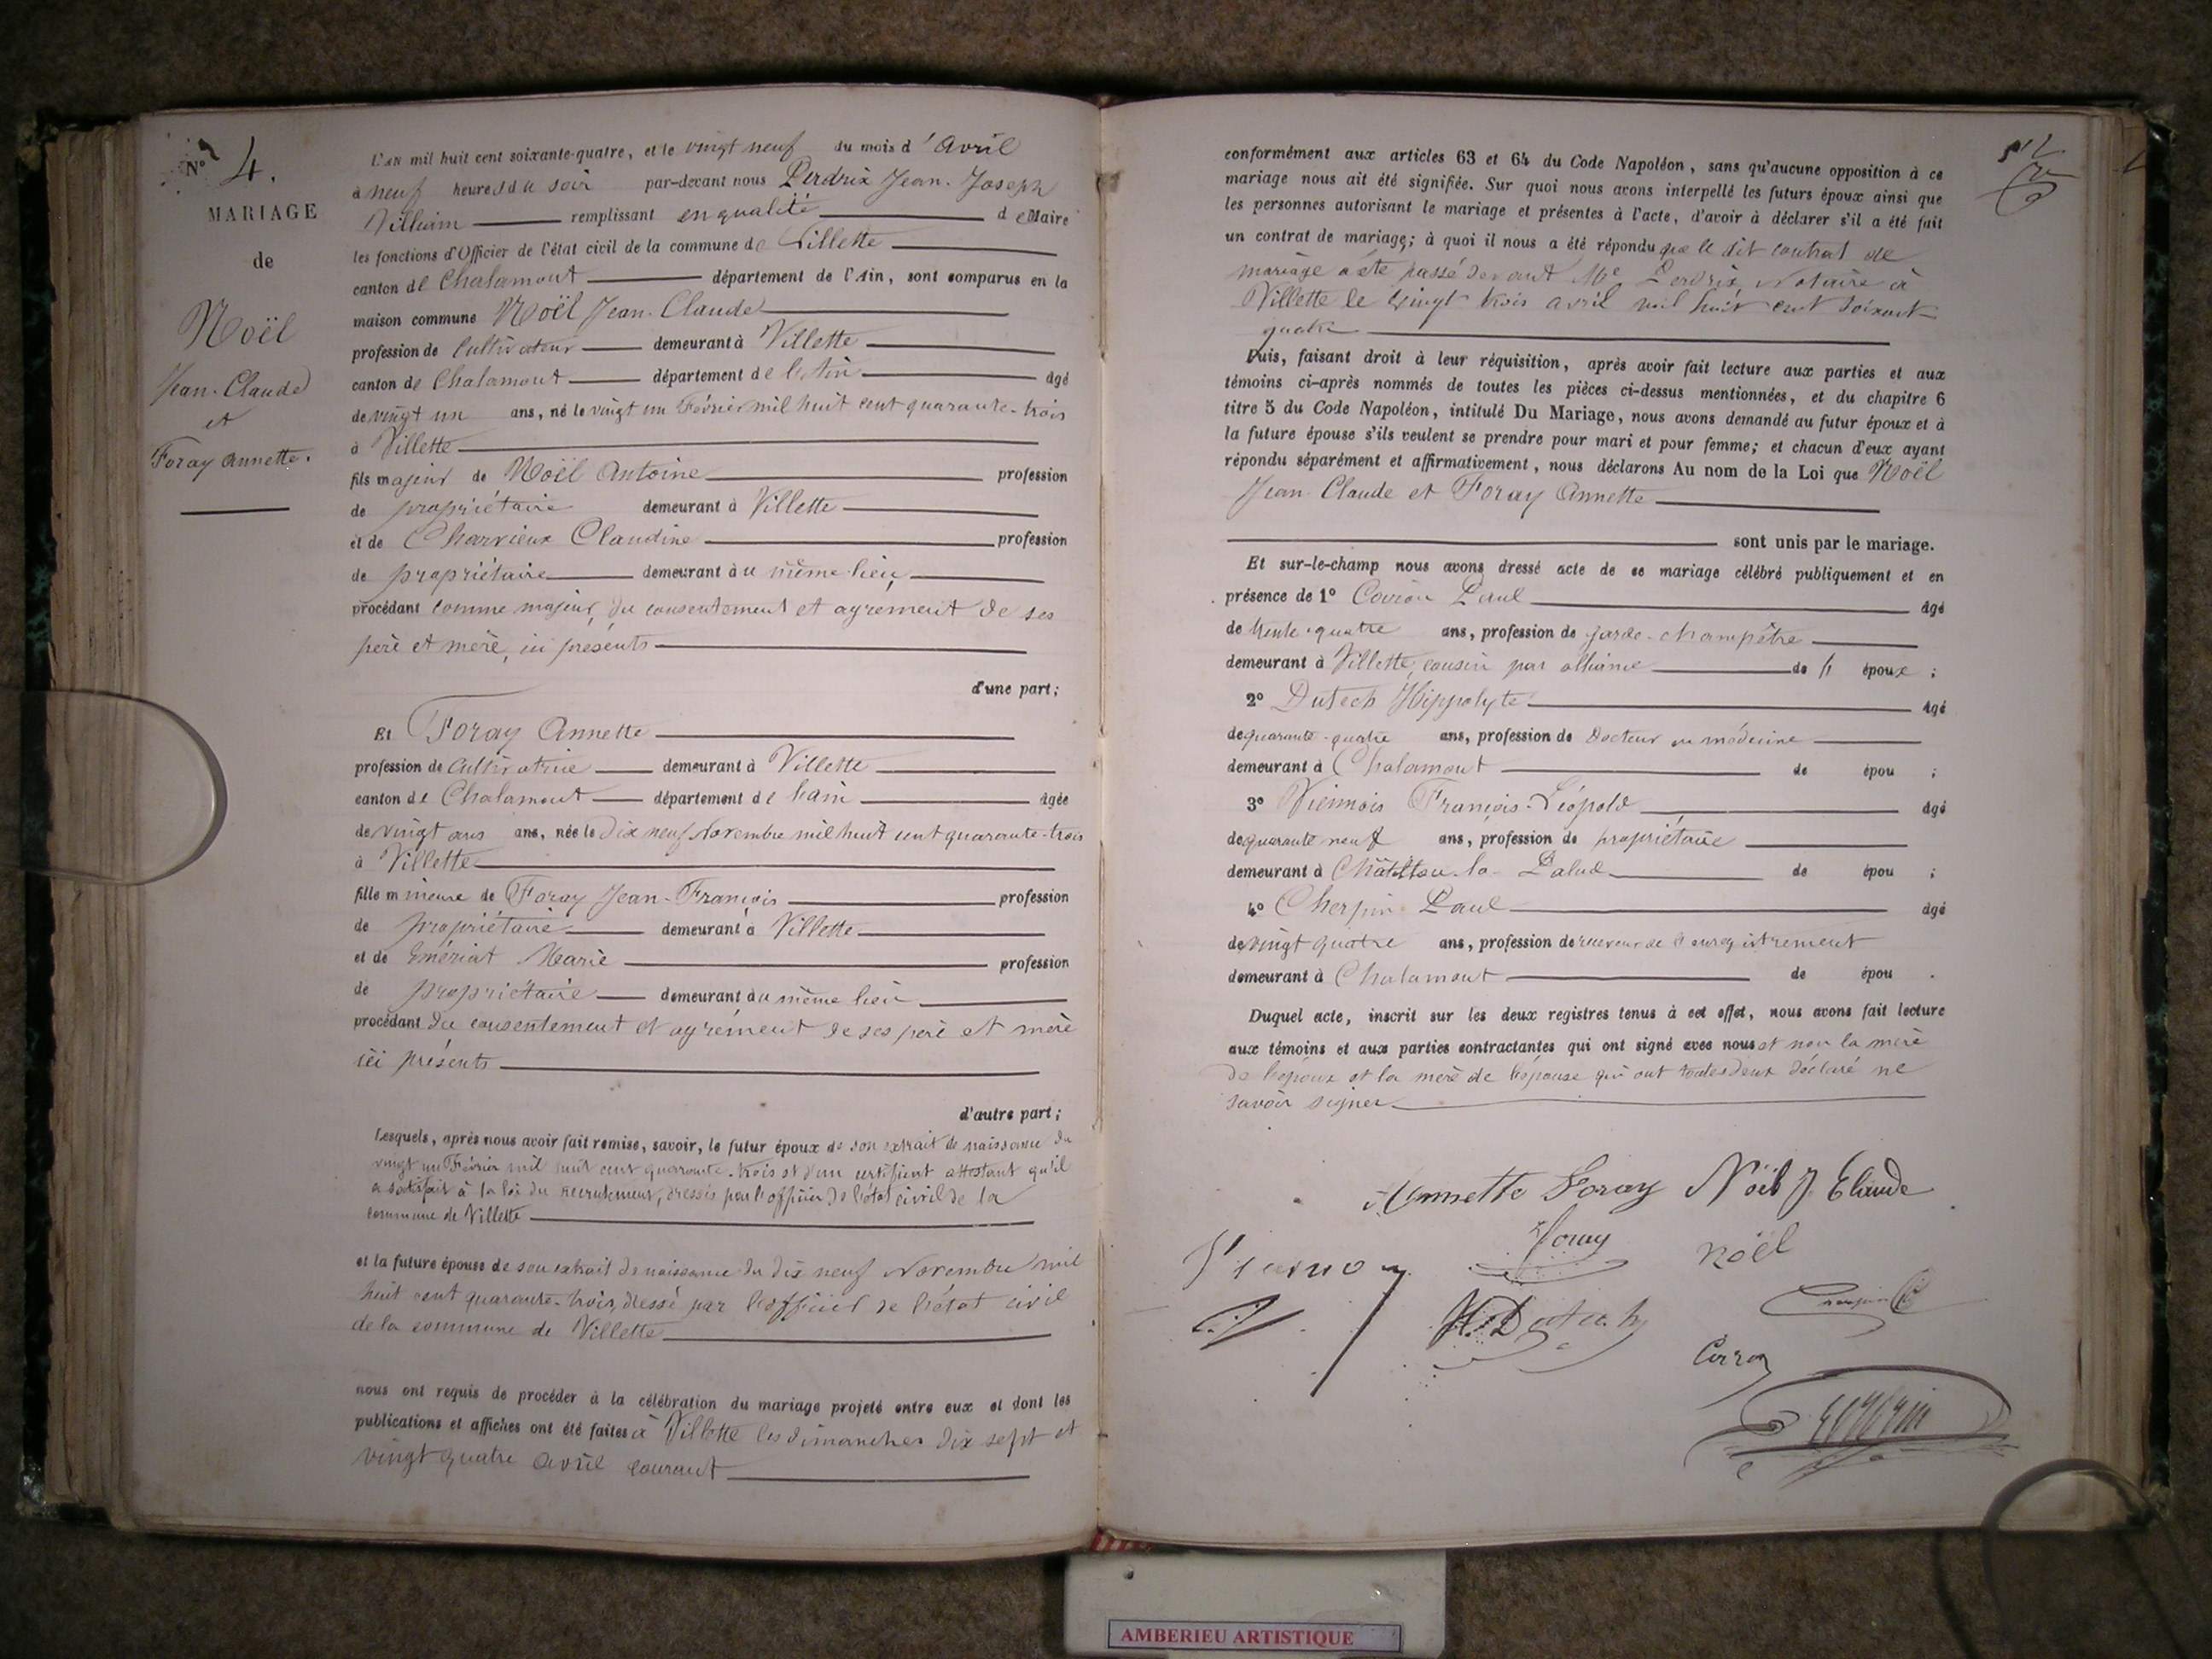 N° 4.
MARIAGE
de
Noël
Jean-Claude
et
Foray Annette.
L'AN mil huit cent soixante-quatre, et le vingt neuf du mois d'Avril
à neuf heures du soir par-devant nous Perdrix Jean-Joseph
remplissant en qualité de Maire
les fonctions d'Officier de l'état civil de la commune de Villette
canton de Chalamont département de l'Ain, sont comparus en la
maison commune Noël Jean-Claude
profession de Cultivateur demeurant à Villette
canton de Chalamont département de l'Ain âgé
de vingt un ans, né le vingt un Février mil huit cent quarante-trois
à Villette
fils majeur de Noël Antoine profession
de propriétaire demeurant à Villette
et de Charvieux Claudine profession
de propriétaire demeurant au même lieu
procédant comme majeur, du consentement et agrément de ses
père et mère, ici présents
d'une part;
Et Foray Annette
profession de Cultivatrice demeurant à Villette
canton de Chalamont département de l'ain âgée
de vingt ans ans, née le Dix neuf Novembre mil huit cent quarante-trois
à Villette
fille mineure de Foray Jean-François profession
de propriétaire demeurant à Villette
et de Emériat Marie profession
de propriétaire demeurant au même lieu
procédant du consentement et agrément de ses père et mère
ici présents
d'autre part;
Lesquels, après nous avoir fait remise, savoir, le futur époux de son extrait de naissance du
vingt un Février mil huit cent quarante-trois et d'un certificat attestant qu'il
a satisfait à la loi du recrutement, dressés par l'officier de l'état civil de la
commune de Villette
et la future épouse de son extrait de naissance du dix neuf Novembre mil
huit cent quarante-trois, dressé par l'officier de l'état civil
de la commune de Villette
nous ont requis de procéder à la célébration du mariage projeté entre eux et dont les
publications et affiches ont été faites à Villette les dimanches dix sept et
vingt quatre avril courant
conformément aux articles 63 et 64 du Code Napoléon, sans qu'aucune opposition à ce
mariage nous ait été signifiée. Sur quoi nous avons interpellé les futurs époux ainsi que
les personnes autorisant le mariage et présentes à l'acte, d'avoir à déclarer s'il a été fait
un contrat de mariage; à quoi il nous a été répondu que le dit contrat de
mariage a été passé devant Me Perdrix, Notaire à
Villette le vingt trois avril mil huit cent soixante
quatre
Puis, faisant droit à leur réquisition, après avoir fait lecture aux parties et aux
témoins ci-après nommés de toutes les pièces ci-dessus mentionnées, et du chapitre 6
titre 5 du Code Napoléon, intitulé Du Mariage, nous avons demandé au futur époux et à
la future épouse s'ils veulent se prendre pour mari et pour femme; et chacun d'eux ayant
répondu séparément et affirmativement, nous déclarons Au nom de la Loi que Noël
Jean-Claude et Foray Annette
sont unis par le mariage.
Et sur-le-champ nous avons dressé acte de ce mariage célébré publiquement et en
présence de 1° Paul âgé
de trente-quatre ans, profession de garde-champêtre
demeurant à Villette, cousin par alliance de l' époux ;
2° Dutech Hippolyte âgé
de quarante-quatre ans, profession de Docteur en médecine
demeurant à Chalamont de épou ;
3° Viennois François-Léopold âgé
de quarante neuf ans, profession de propriétaire
demeurant à Châtillon-la-Palud de épou ;
4° Cherpin Paul âgé
de vingt quatre ans, profession de receveur de l'enregistrement
demeurant à Chalamont de épou .
Duquel acte, inscrit sur les deux registres tenus à cet effet, nous avons fait lecture
aux témoins et aux parties contractantes qui ont signé avec nous et non la mère
de l'époux et la mère de l'épouse qui ont toutes deux déclaré ne
savoir signer
Annette Foray Noël J. Claude
Foray
noël
H. Dutech
AMBERIEU ARTISTIQUE